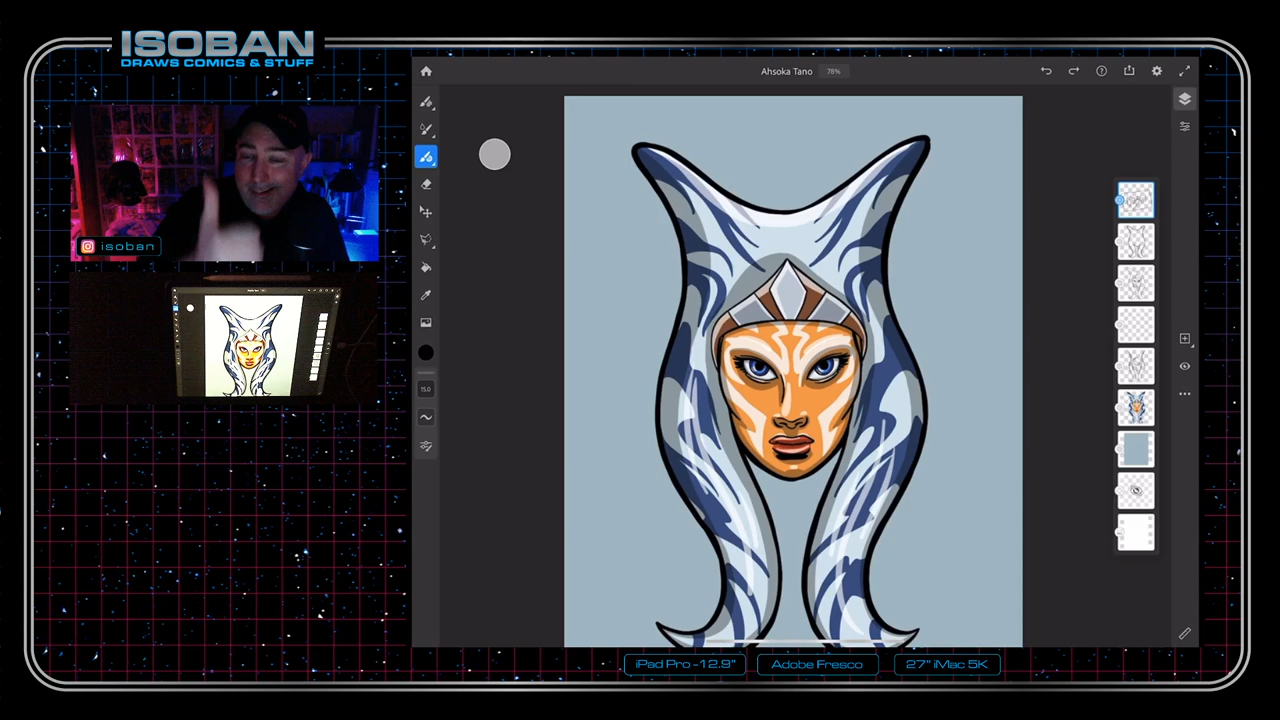 ISOBAN
DRAWS COMICS & STUFF
Ahsoka Tano
78%
isoban
15.0
iPad Pro -12.9"
Adobe Fresco
27" iMac 5K